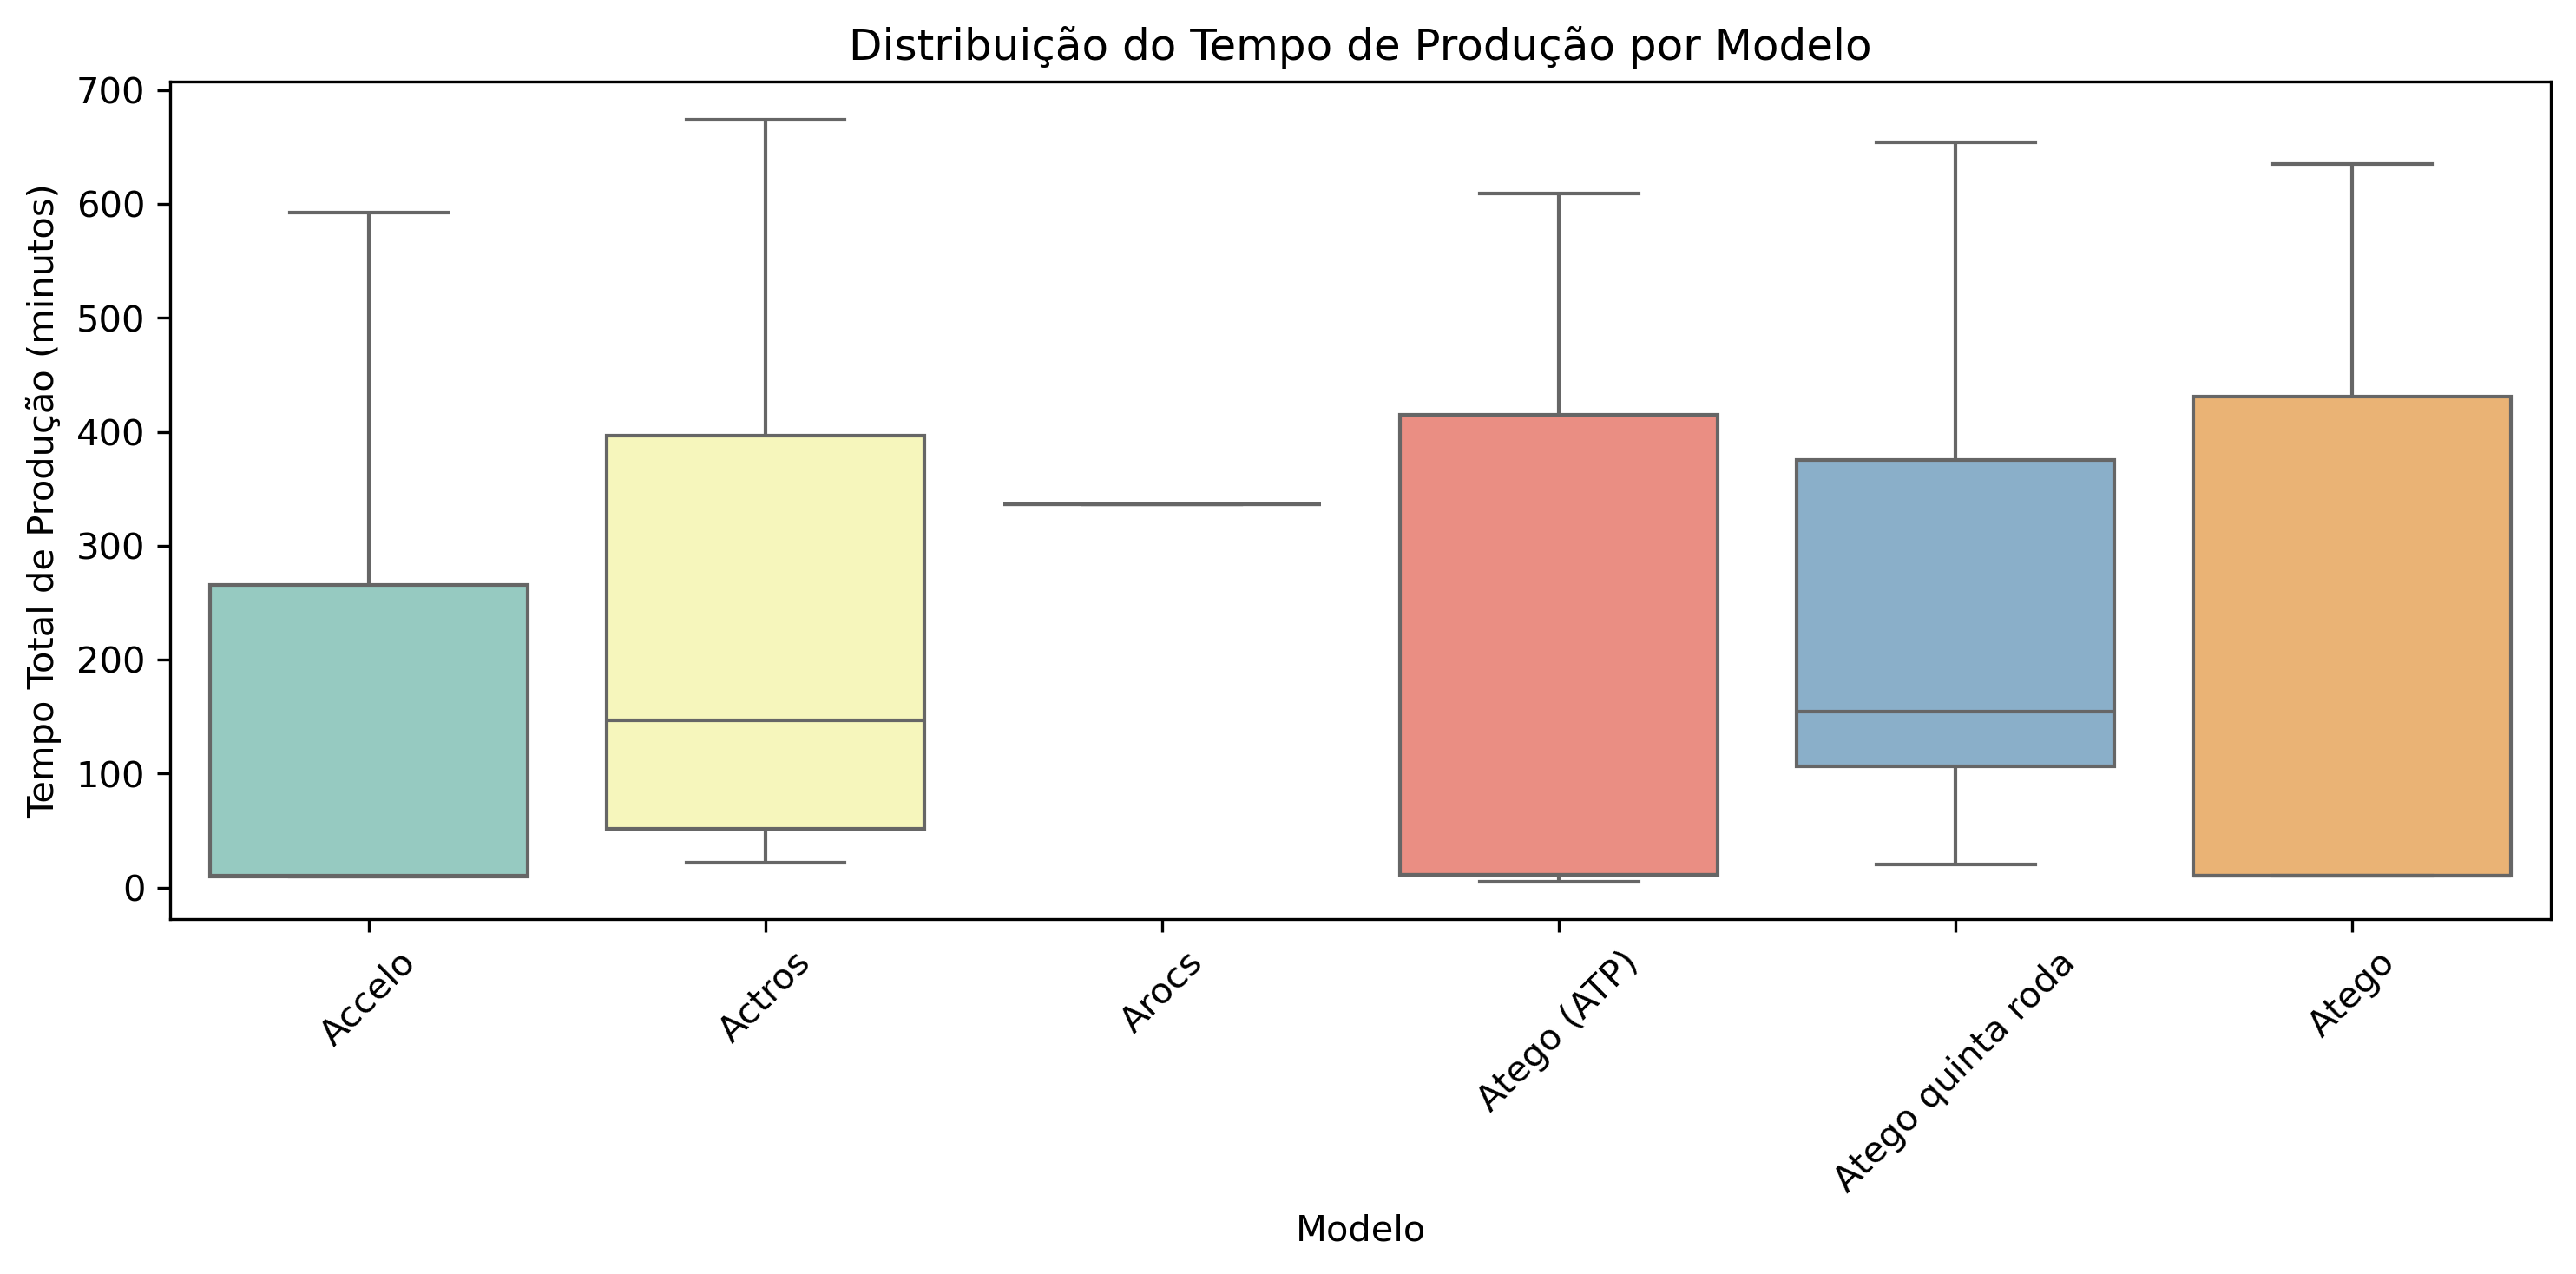 Distribuição do Tempo de Produção por Modelo
Tempo Total de Produção (minutos)
700
600
500
400
300
200
100
0
Accelo
Actros
Arocs
Atego (ATP)
Atego quinta roda
Atego
Modelo